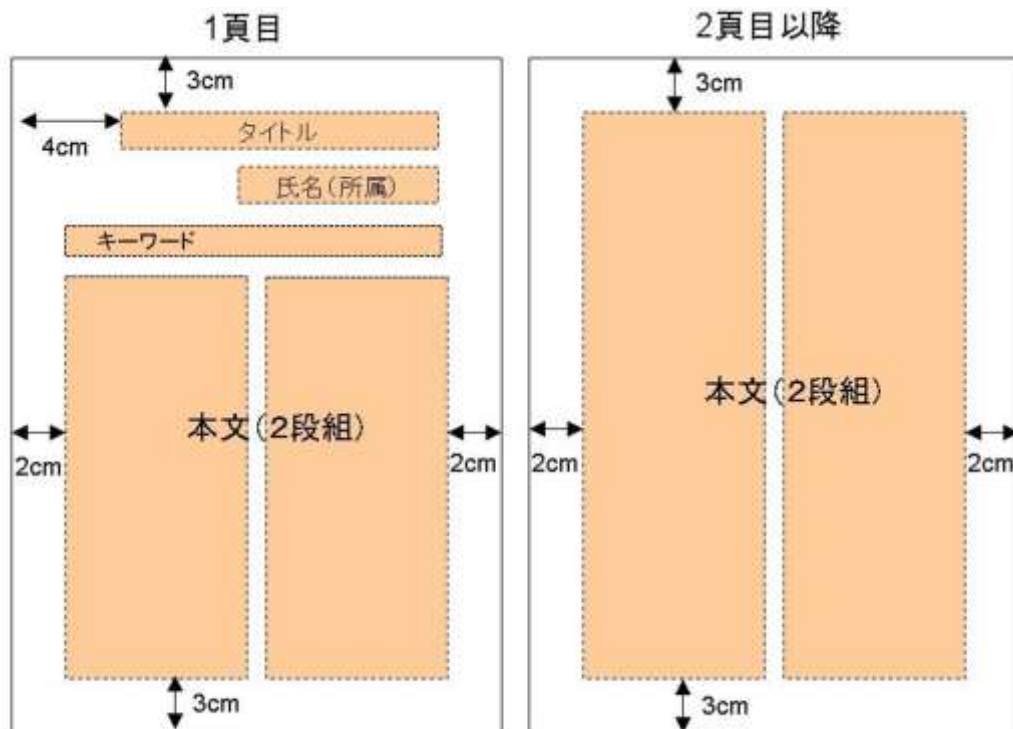 1頁目
3cm
4cm
タイトル
氏名(所属)
キーワード
本文(2段組)
2cm
2cm
3cm
2頁目以降
3cm
本文(2段組)
2cm
2cm
3cm